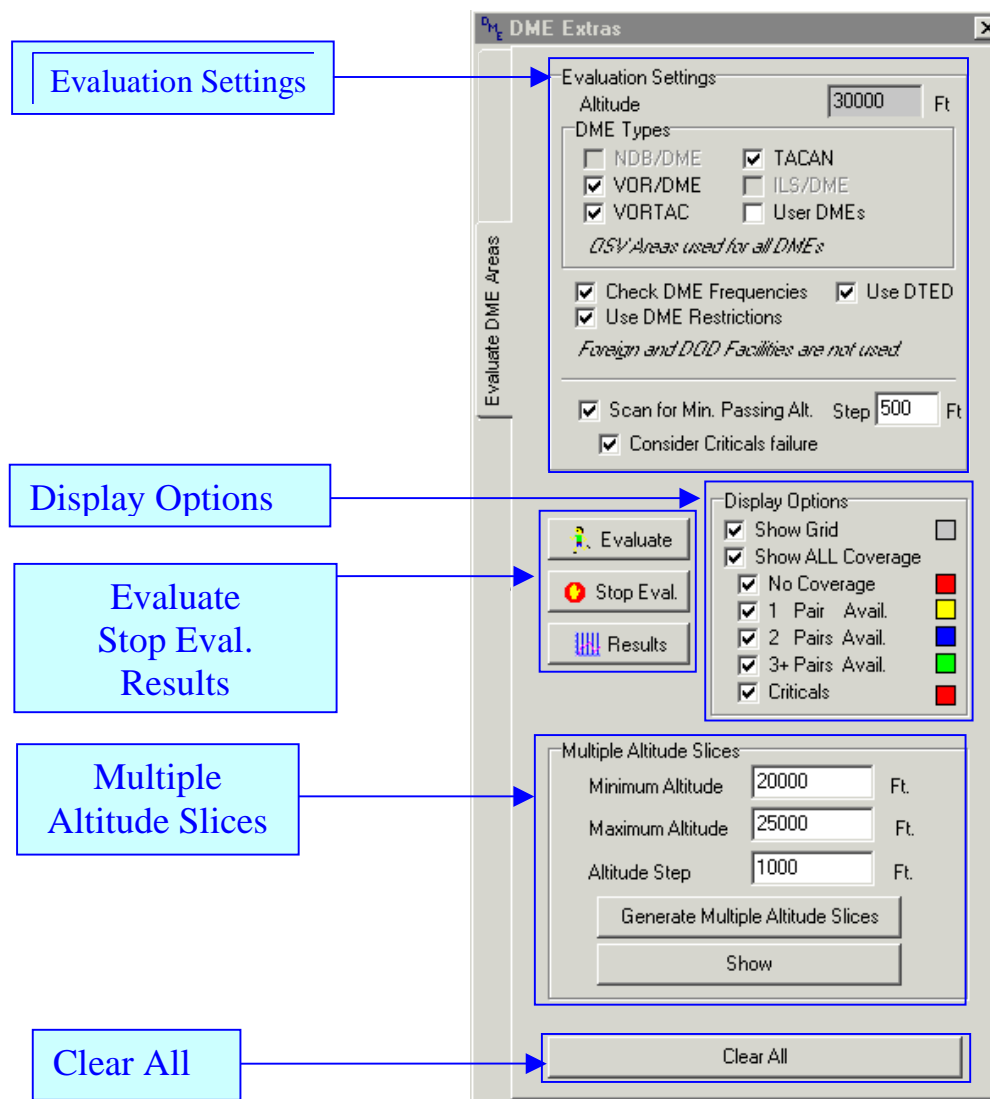 DME DME Extras
Evaluation Settings
Evaluation Settings
Altitude 30000 Ft
DME Types
NDB/DME TACAN
VOR/DME ILS/DME
VORTAC User DMEs
OSV Areas used for all DMEs
Check DME Frequencies Use DTED
Use DME Restrictions
Foreign and DOD Facilities are not used.
Scan for Min. Passing Alt. Step 500 Ft
Consider Criticals failure
Evaluate DME Areas
Display Options
Display Options
Show Grid
Show ALL Coverage
No Coverage
1 Pair Avail.
2 Pairs Avail.
3+ Pairs Avail.
Criticals
Evaluate
Stop Eval.
Results
Evaluate
Stop Eval.
Results
Multiple
Altitude Slices
Multiple Altitude Slices
Minimum Altitude 20000 Ft.
Maximum Altitude 25000 Ft.
Altitude Step 1000 Ft.
Generate Multiple Altitude Slices
Show
Clear All
Clear All